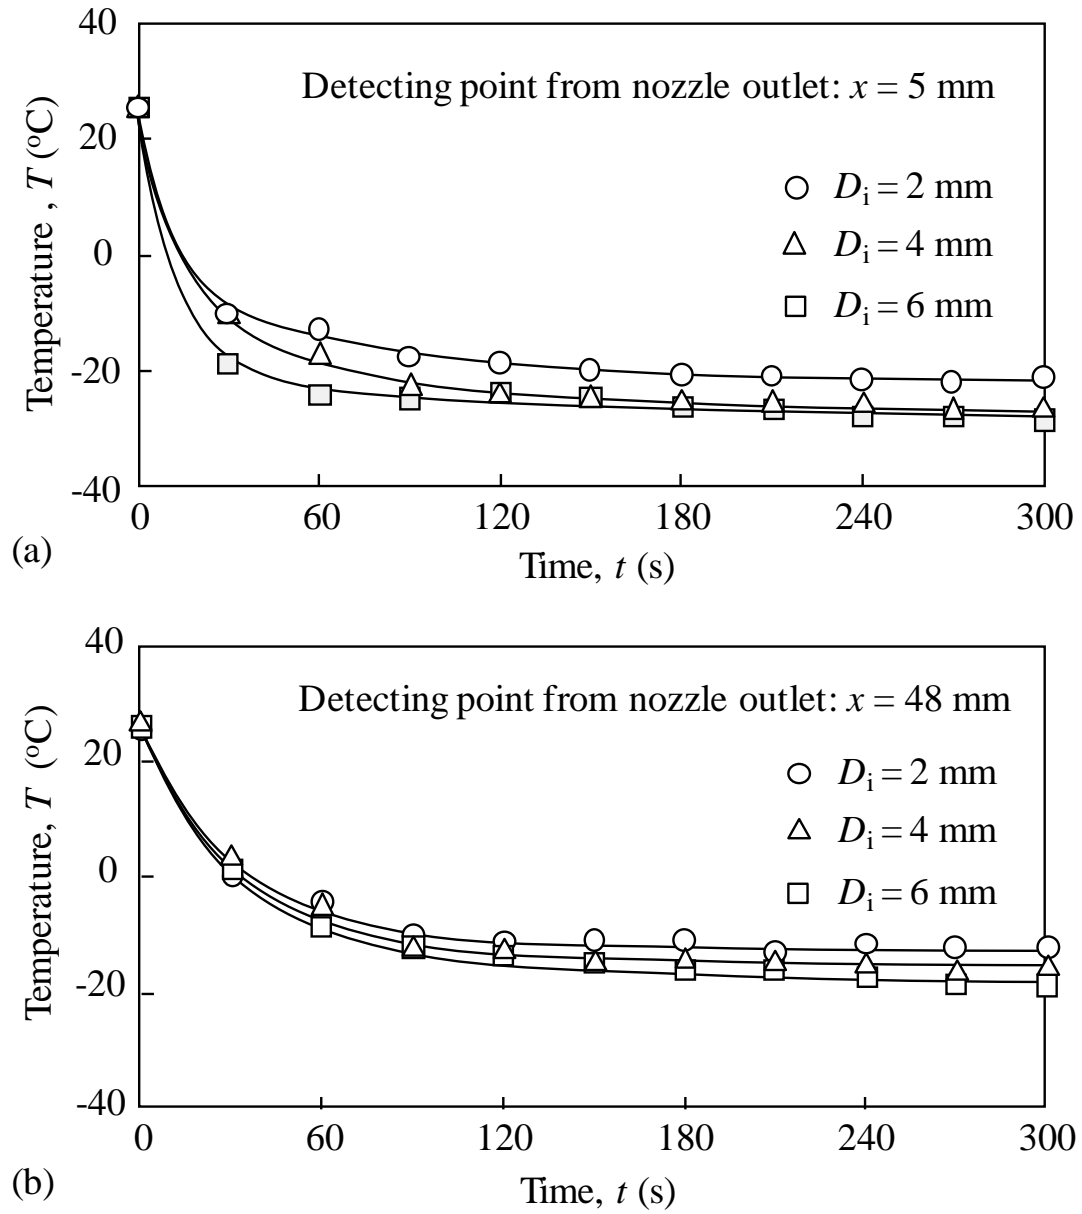 40
20
0
-20
-40
Temperature , T (°C)
Detecting point from nozzle outlet: x = 5 mm
Di = 2 mm
Di = 4 mm
Di = 6 mm
0 60 120 180 240 300
(a)
Time, t (s)
40
20
0
-20
-40
Temperature, T (°C)
Detecting point from nozzle outlet: x = 48 mm
Di = 2 mm
Di = 4 mm
Di = 6 mm
0 60 120 180 240 300
(b)
Time, t (s)